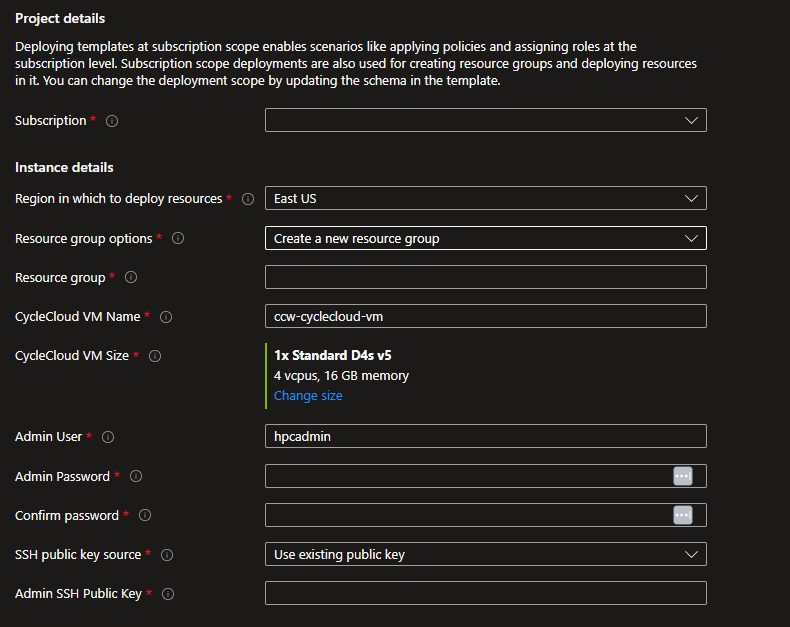 Project details
Deploying templates at subscription scope enables scenarios like applying policies and assigning roles at the
subscription level. Subscription scope deployments are also used for creating resource groups and deploying resources
in it. You can change the deployment scope by updating the schema in the template.
Subscription *
Instance details
Region in which to deploy resources * East US
Resource group options * Create a new resource group
Resource group *
CycleCloud VM Name * ccw-cyclecloud-vm
CycleCloud VM Size * 1x Standard D4s v5
4 vcpus, 16 GB memory
Change size
Admin User * hpcadmin
Admin Password *
Confirm password *
SSH public key source * Use existing public key
Admin SSH Public Key *